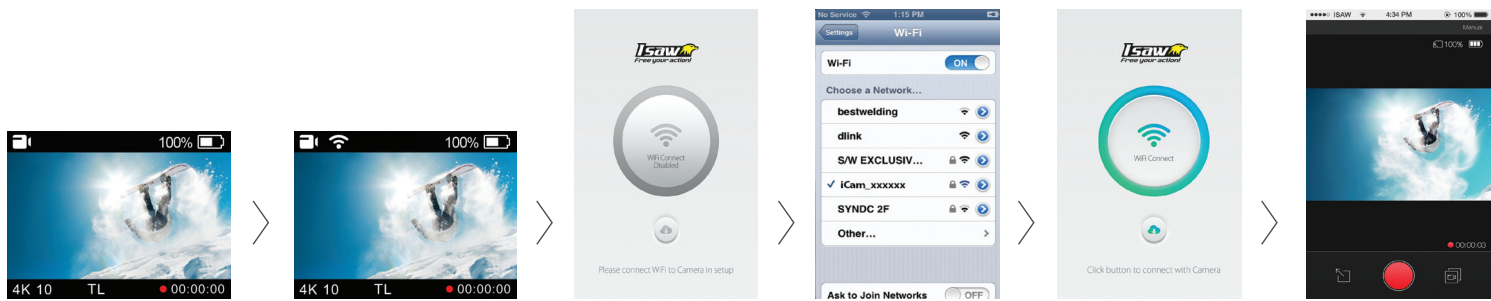 100%
4K 10 TL 00:00:00
100%
4K 10 TL 00:00:00
Isaw
Free your action!
WiFi Connect
Disabled
Please connect WiFi to Camera in setup
No Service 1:15 PM
Settings Wi-Fi
Wi-Fi ON
Choose a Network...
bestwelding
dlink
S/W EXCLUSIV...
iCam_xxxxxx
SYNDC 2F
Other...
Ask to Join Networks OFF
Isaw
Free your action!
WiFi Connect
Click button to connect with Camera
ISAW 4:34 PM 100%
Manual
100%
00:00:03